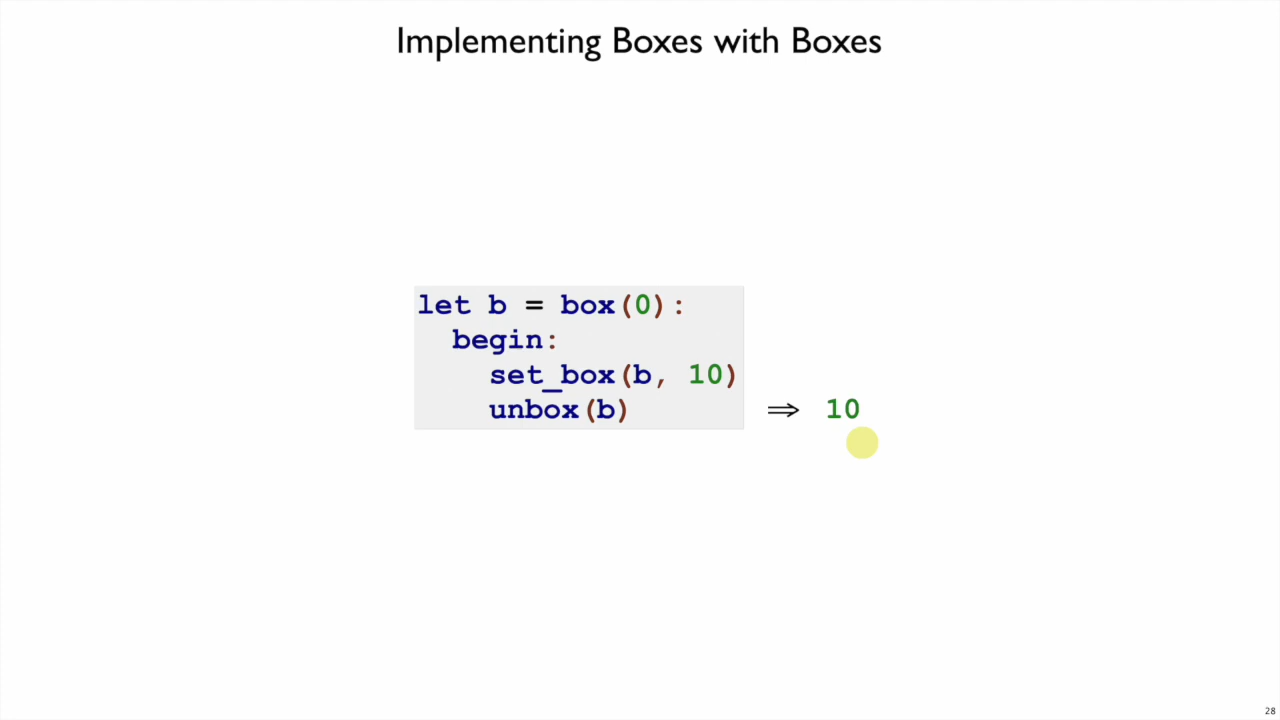 Implementing Boxes with Boxes
let b = box(0):
  begin:
    set_box(b, 10)
    unbox(b) ⇒ 10
28